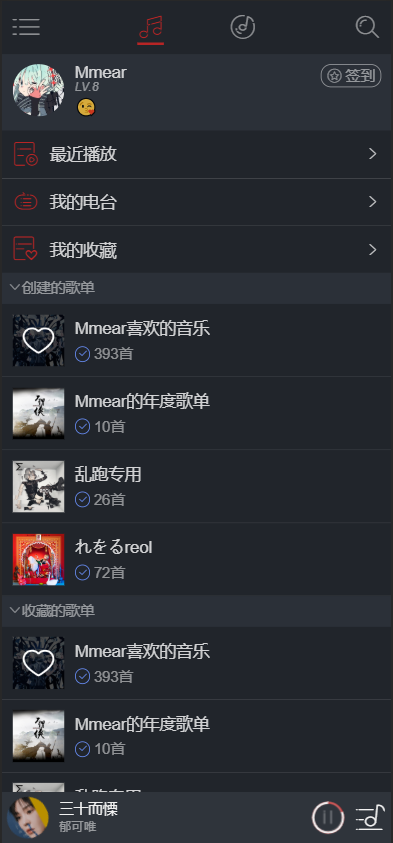 Mmear
LV.8
签到
最近播放
我的电台
我的收藏
创建的歌单
Mmear喜欢的音乐
393首
Mmear的年度歌单
10首
乱跑专用
26首
れをるreol
72首
收藏的歌单
Mmear喜欢的音乐
393首
Mmear的年度歌单
10首
乱跑专用
三十而慄
郁可唯